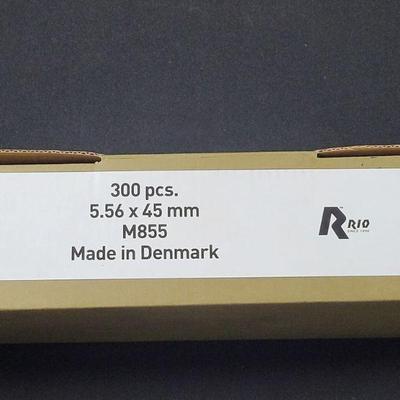 300 pcs.
5.56 x 45 mm
M855
Made in Denmark
R RIO